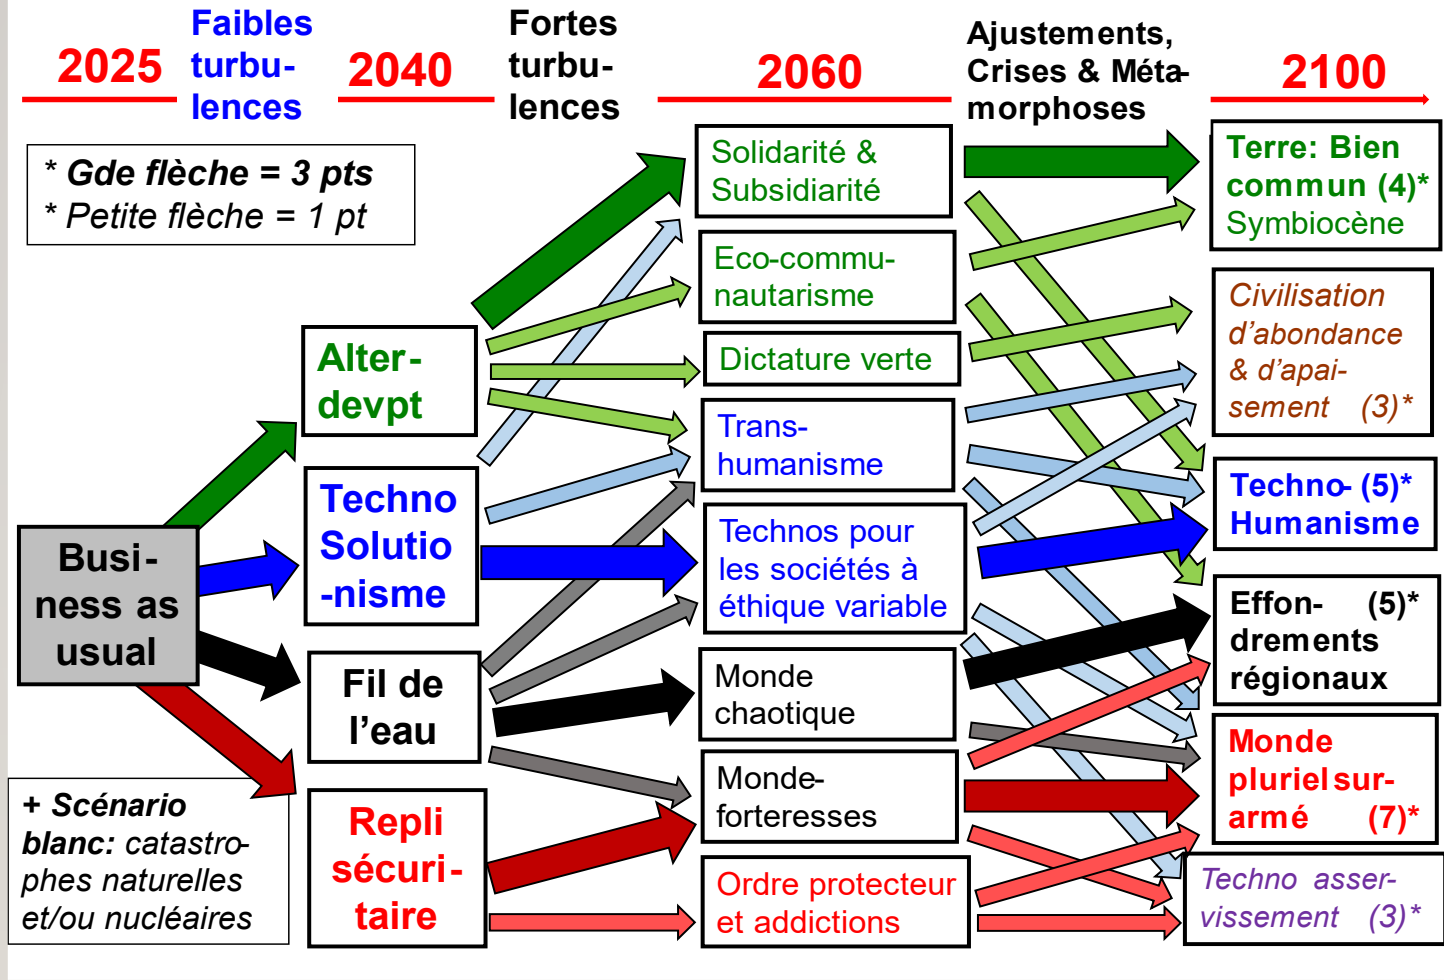 2025
Faibles
turbu-
lences
2040
Fortes
turbu-
lences
2060
Ajustements,
Crises & Méta-
morphoses
2100
* Gde flèche = 3 pts
* Petite flèche = 1 pt
Busi-
ness as
usual
+ Scénario
blanc: catastro-
phes naturelles
et/ou nucléaires
Alter-
devpt
Techno
Solutio
-nisme
Fil de
l’eau
Repli
sécuri-
taire
Solidarité &
Subsidiarité
Eco-commu-
nautarisme
Dictature verte
Trans-
humanisme
Technos pour
les sociétés à
éthique variable
Monde
chaotique
Monde-
forteresses
Ordre protecteur
et addictions
Terre: Bien
commun (4)*
Symbiocène
Civilisation
d’abondance
& d’apai-
sement (3)*
Techno- (5)*
Humanisme
Effon- (5)*
drements
régionaux
Monde
pluriel sur-
armé (7)*
Techno asser-
vissement (3)*